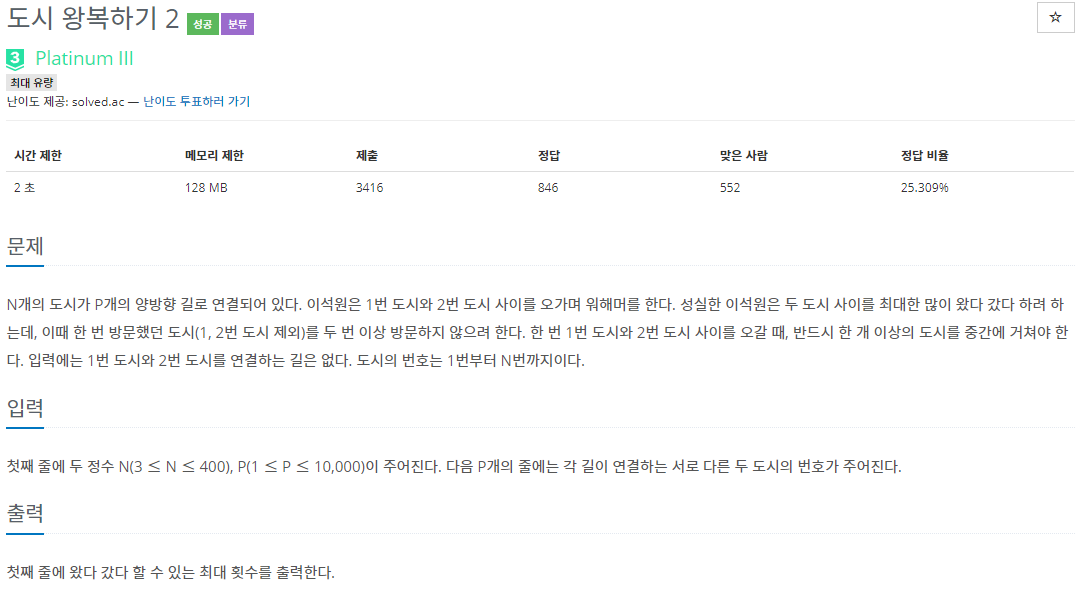 도시 왕복하기 2 성공 분류
☆
3 Platinum III
최대 유량
난이도 제공: solved.ac — 난이도 투표하러 가기
시간 제한 메모리 제한 제출 정답 맞은 사람 정답 비율
2 초 128 MB 3416 846 552 25.309%
문제
N개의 도시가 P개의 양방향 길로 연결되어 있다. 이석원은 1번 도시와 2번 도시 사이를 오가며 워해머를 한다. 성실한 이석원은 두 도시 사이를 최대한 많이 왔다 갔다 하려 하
는데, 이때 한 번 방문했던 도시(1, 2번 도시 제외)를 두 번 이상 방문하지 않으려 한다. 한 번 1번 도시와 2번 도시 사이를 오갈 때, 반드시 한 개 이상의 도시를 중간에 거쳐야 한
다. 입력에는 1번 도시와 2번 도시를 연결하는 길은 없다. 도시의 번호는 1번부터 N번까지이다.
입력
첫째 줄에 두 정수 N(3 ≤ N ≤ 400), P(1 ≤ P ≤ 10,000)이 주어진다. 다음 P개의 줄에는 각 길이 연결하는 서로 다른 두 도시의 번호가 주어진다.
출력
첫째 줄에 왔다 갔다 할 수 있는 최대 횟수를 출력한다.